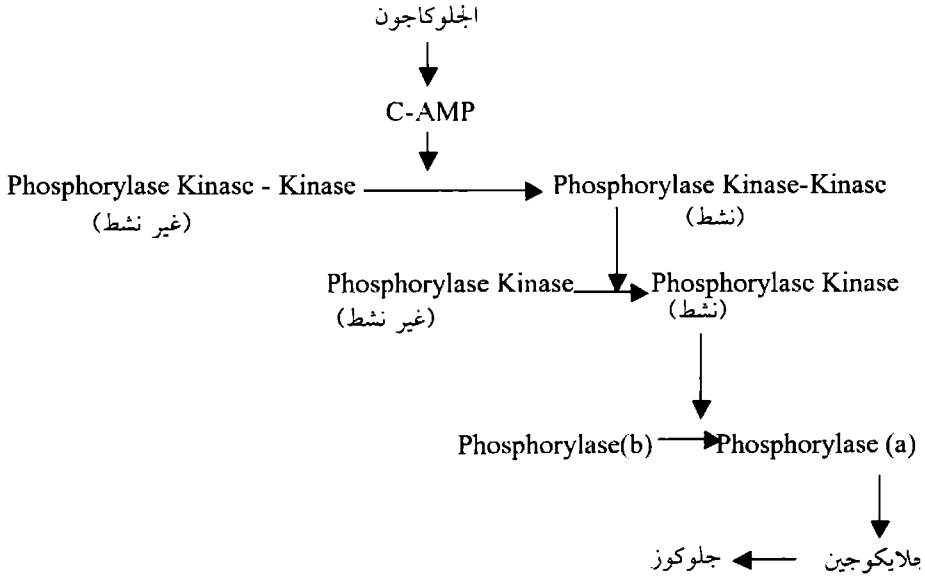 الجلوكاجون
C-AMP
Phosphorylase Kinasc - Kinase Phosphorylase Kinase-Kinasc
(غير نشط) (نشط)
Phosphorylase Kinase Phosphorylasc Kinase
(غير نشط) (نشط)
Phosphorylase(b) Phosphorylase (a)
جلايكوجين جلوكوز